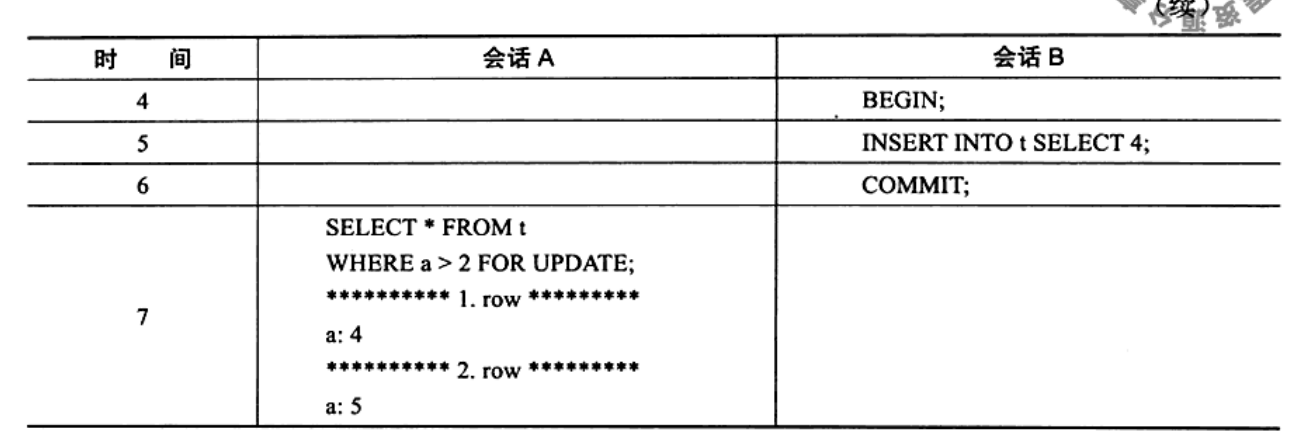 （续）
时 间 会话 A 会话 B
4 BEGIN;
5 INSERT INTO t SELECT 4;
6 COMMIT;
SELECT * FROM t
WHERE a > 2 FOR UPDATE;
********** 1. row *********
7
a: 4
********** 2. row *********
a: 5